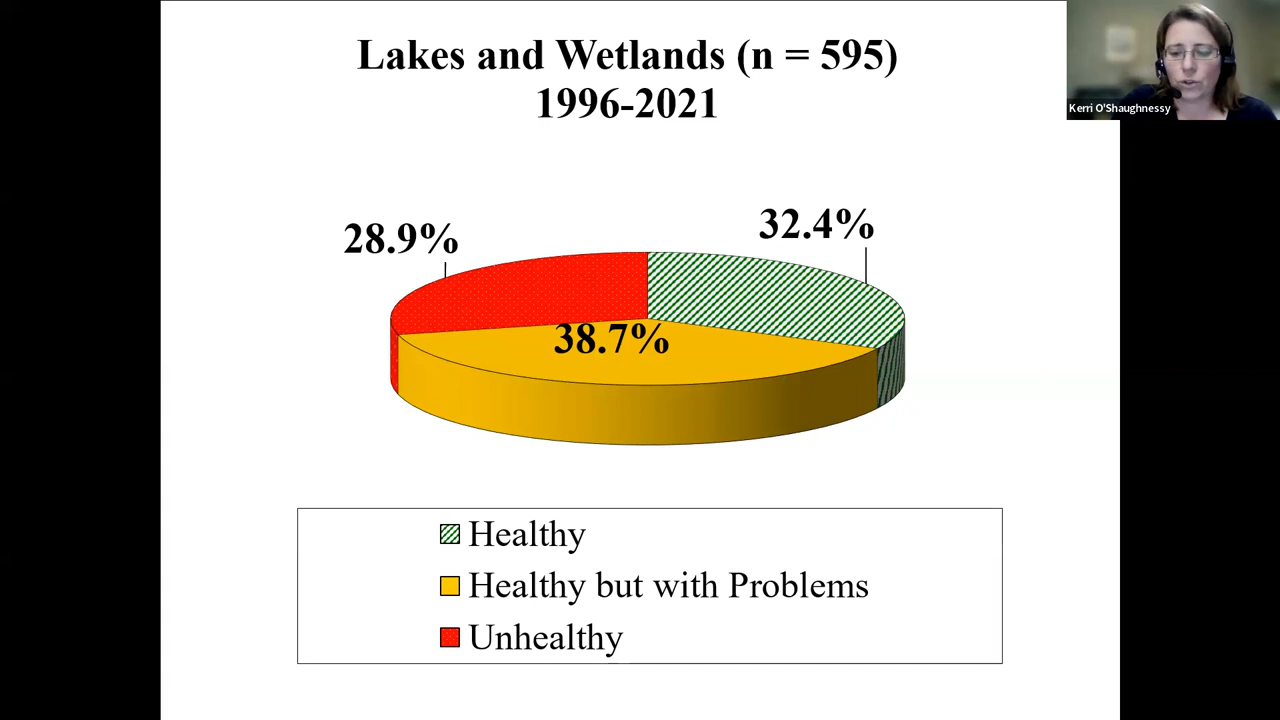 Lakes and Wetlands (n = 595)
1996-2021
Kerri O'Shaughnessy
28.9%
32.4%
38.7%
Healthy
Healthy but with Problems
Unhealthy